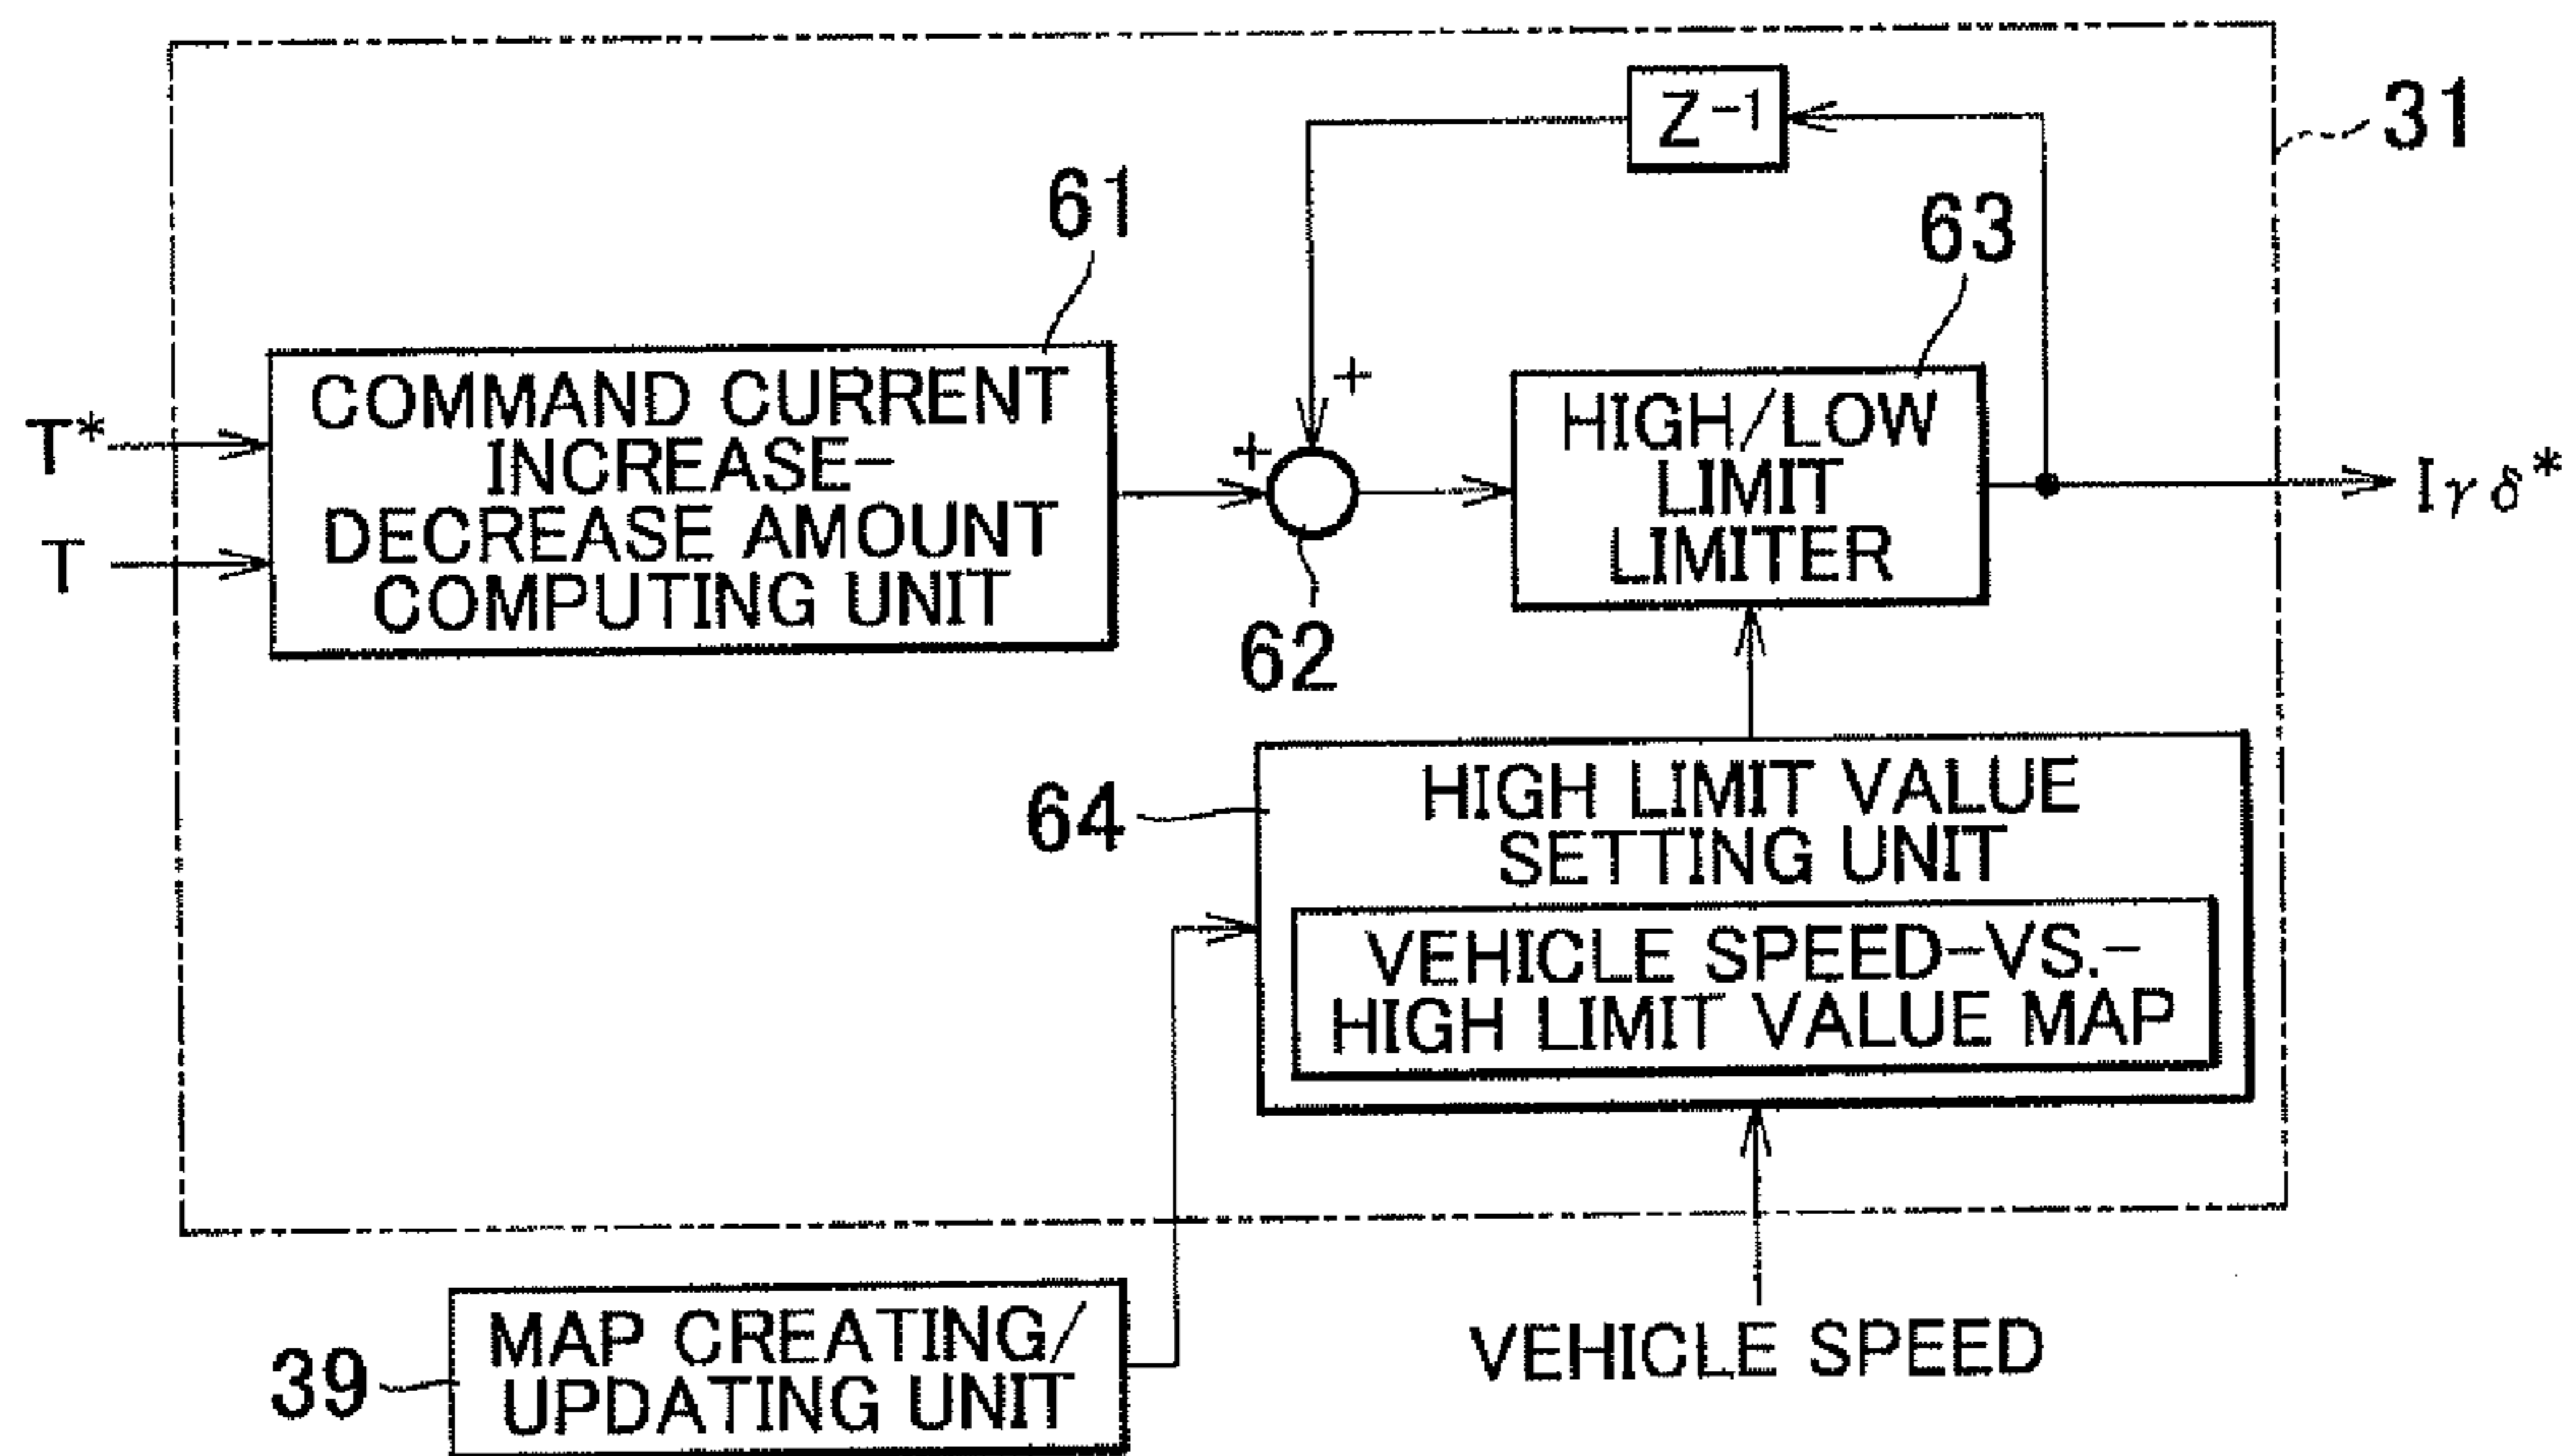 31
Z⁻¹
61
63
+
COMMAND CURRENT
INCREASE-
DECREASE AMOUNT
COMPUTING UNIT
T*
T
+
HIGH/LOW
LIMIT
LIMITER
Iγδ*
62
64
HIGH LIMIT VALUE
SETTING UNIT
VEHICLE SPEED-VS.-
HIGH LIMIT VALUE MAP
39
MAP CREATING/
UPDATING UNIT
VEHICLE SPEED